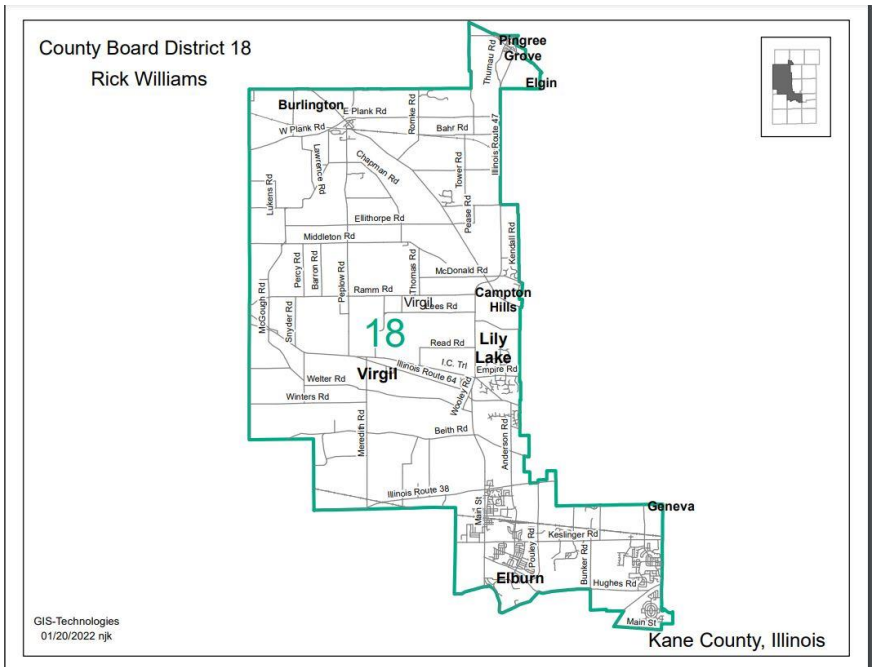 County Board District 18
Rick Williams
Pingree
Grove
Thurnau Rd
Elgin
Burlington
E Plank Rd
W Plank Rd
Romke Rd
Bahr Rd
Illinois Route 47
Lawrence Rd
Chapman Rd
Tower Rd
Lukens Rd
Pease Rd
Ellithorpe Rd
Middleton Rd
Kendall Rd
Percy Rd
Barron Rd
Peplow Rd
Thomas Rd
McDonald Rd
McGough Rd
Ramm Rd
Campton
Hills
Virgil
Lees Rd
Snyder Rd
18
Read Rd
Lily
Lake
I.C. Trl
Illinois Route 64
Empire Rd
Virgil
Welter Rd
Wooley Rd
Winters Rd
Meredith Rd
Beith Rd
Anderson Rd
Illinois Route 38
Main St
Geneva
Keslinger Rd
Pouley Rd
Bunker Rd
Elburn
Hughes Rd
Main St
GIS-Technologies
01/20/2022 njk
Kane County, Illinois